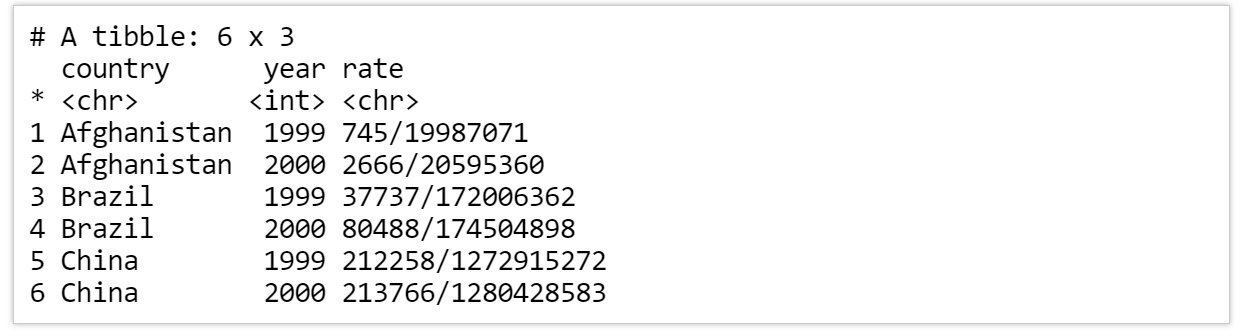 # A tibble: 6 x 3
  country      year rate
* <chr>       <int> <chr>
1 Afghanistan  1999 745/19987071
2 Afghanistan  2000 2666/20595360
3 Brazil       1999 37737/172006362
4 Brazil       2000 80488/174504898
5 China        1999 212258/1272915272
6 China        2000 213766/1280428583